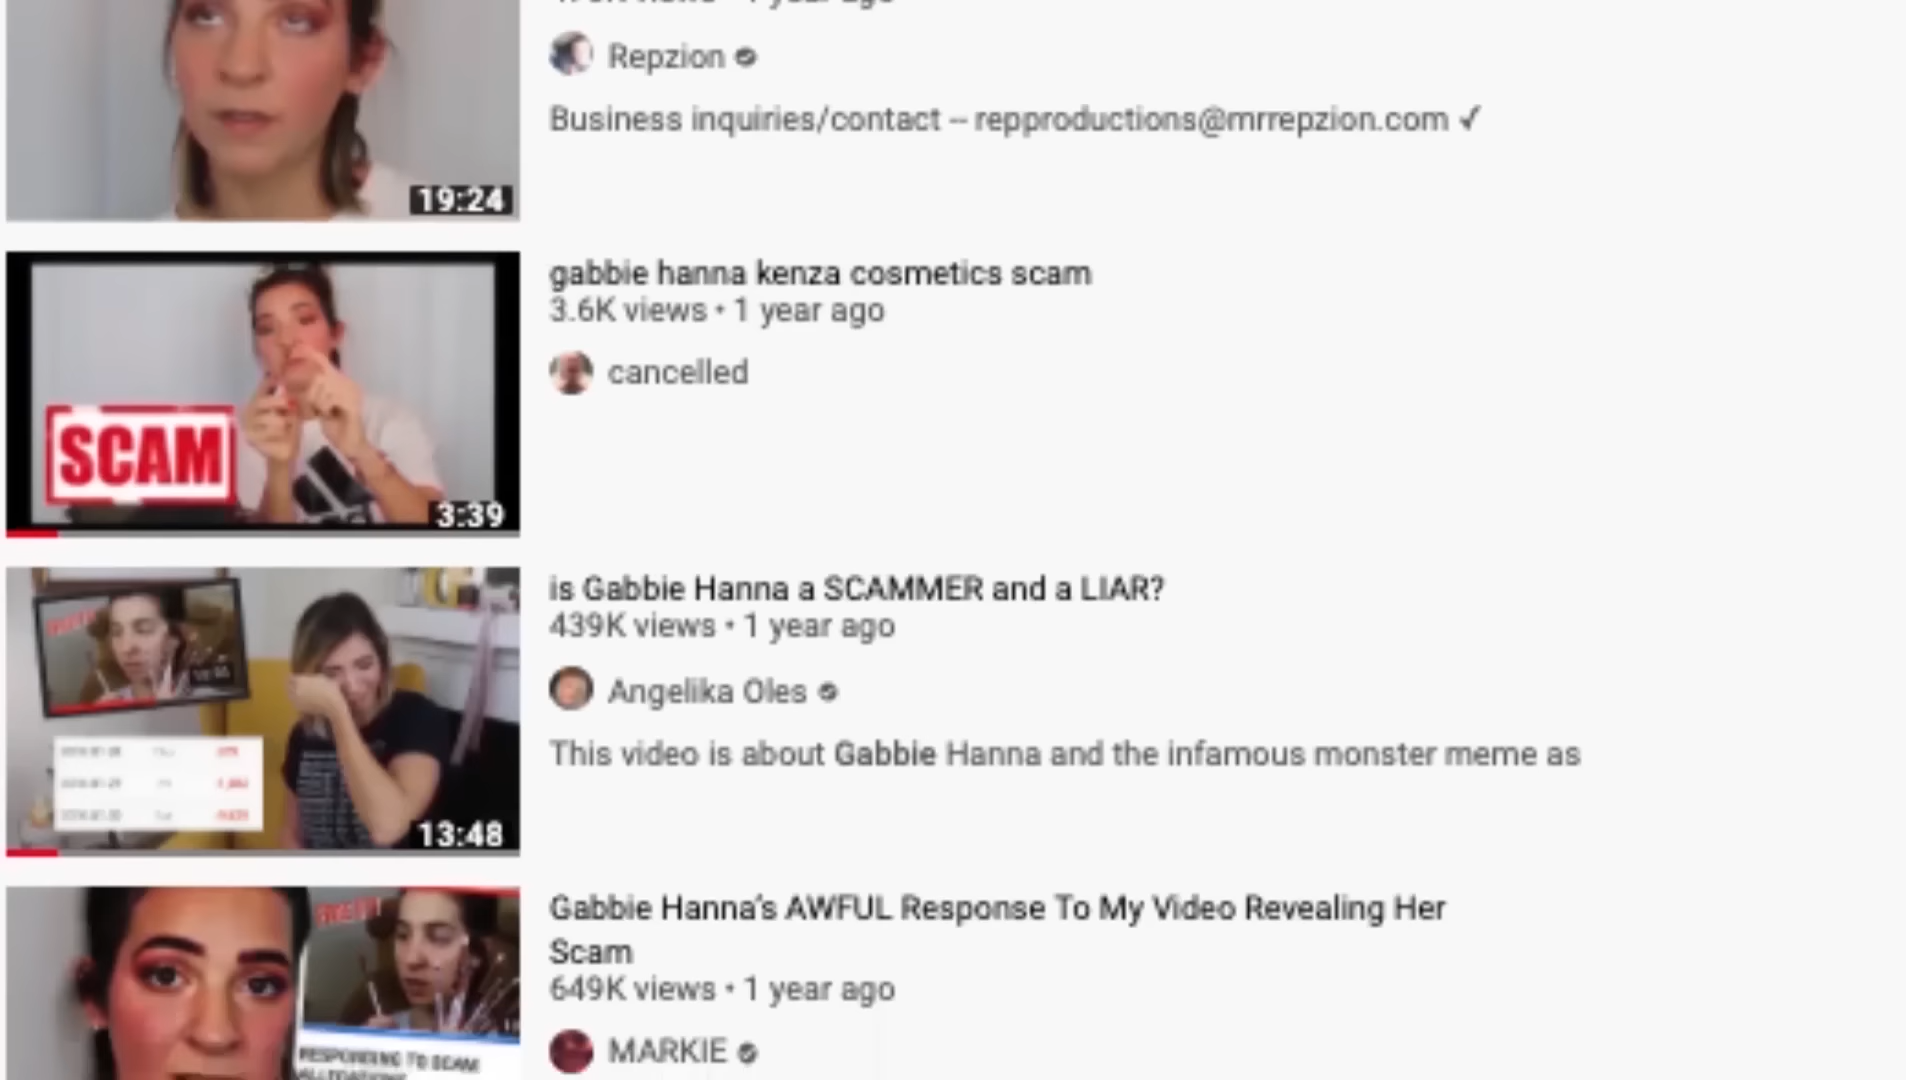 Repzion
Business inquiries/contact -- repproductions@mrrepzion.com ✓
19:24
gabbie hanna kenza cosmetics scam
3.6K views • 1 year ago
cancelled
SCAM
3:39
is Gabbie Hanna a SCAMMER and a LIAR?
439K views • 1 year ago
Angelika Oles
This video is about Gabbie Hanna and the infamous monster meme as
13:48
Gabbie Hanna's AWFUL Response To My Video Revealing Her
Scam
649K views • 1 year ago
MARKIE
RESPONDING TO SCAM